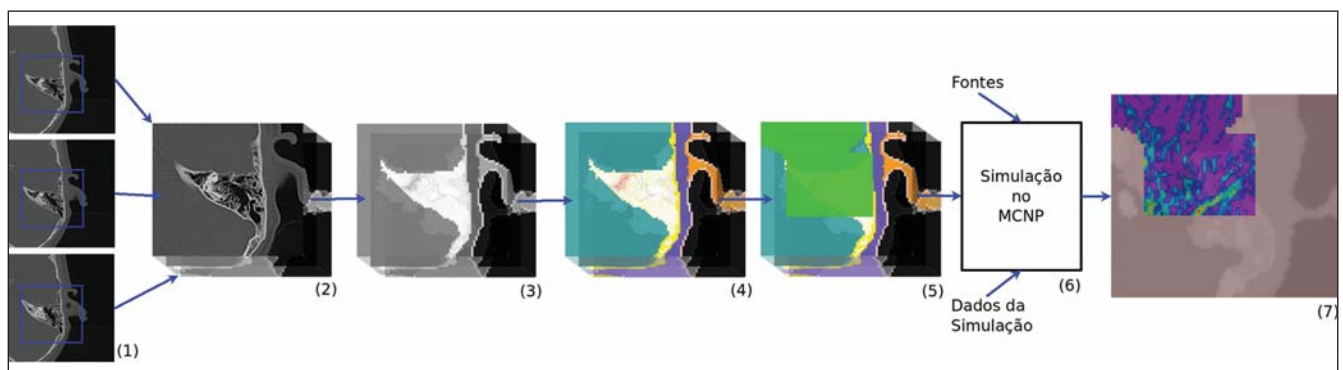 (1)
(2)
(3)
(4)
(5)
Fontes
Simulação
no
MCNP
(6)
Dados da
Simulação
(7)